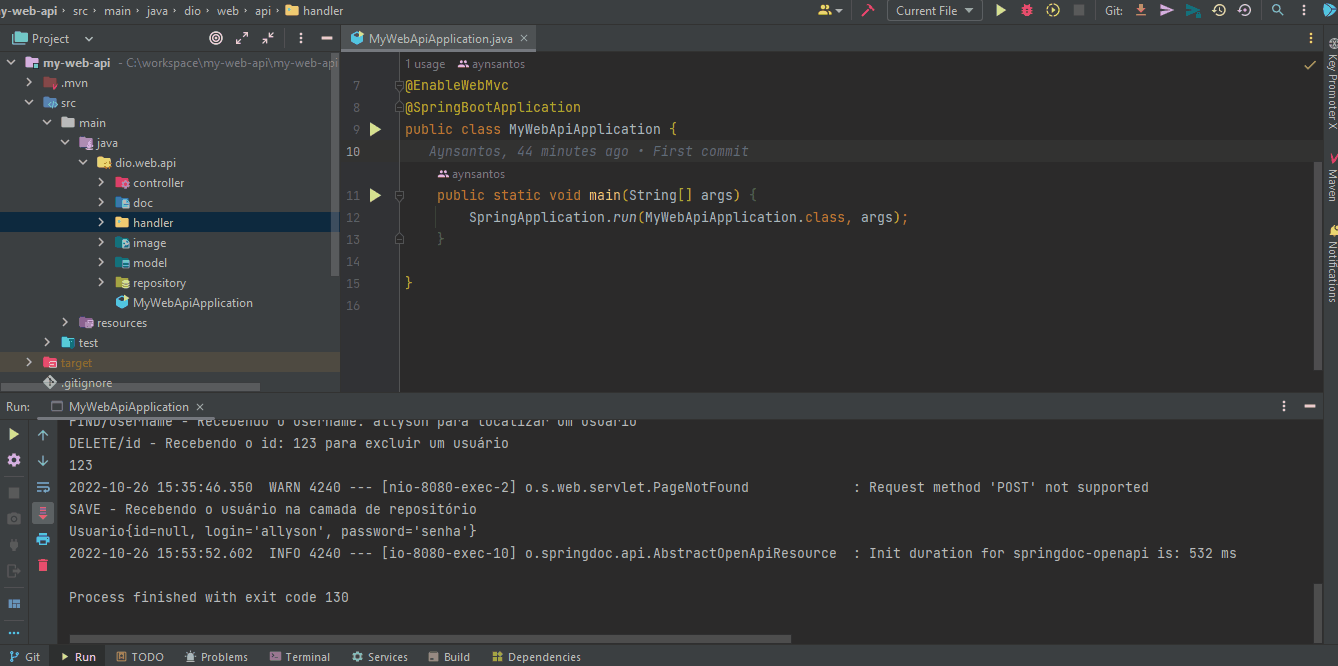 ny-web-api › src › main › java › dio › web › api › handler
Current File
Git:
Project
MyWebApiApplication.java
my-web-api - C:\workspace\my-web-api\my-web-api
.mvn
src
main
java
dio.web.api
controller
doc
handler
image
model
repository
MyWebApiApplication
resources
test
target
.gitignore
1 usage aynsantos
7 @EnableWebMvc
8 @SpringBootApplication
9 public class MyWebApiApplication {
10 Aynsantos, 44 minutes ago • First commit
aynsantos
11 public static void main(String[] args) {
12 SpringApplication.run(MyWebApiApplication.class, args);
13 }
14
15 }
16
Key Promoter X
Maven
Notifications
Run: MyWebApiApplication
FIND/username - Recebendo o username: allyson para localizar um usuário
DELETE/id - Recebendo o id: 123 para excluir um usuário
123
2022-10-26 15:35:46.350 WARN 4240 --- [nio-8080-exec-2] o.s.web.servlet.PageNotFound : Request method 'POST' not supported
SAVE - Recebendo o usuário na camada de repositório
Usuario{id=null, login='allyson', password='senha'}
2022-10-26 15:53:52.602 INFO 4240 --- [io-8080-exec-10] o.springdoc.api.AbstractOpenApiResource : Init duration for springdoc-openapi is: 532 ms
Process finished with exit code 130
Git Run TODO Problems Terminal Services Build Dependencies